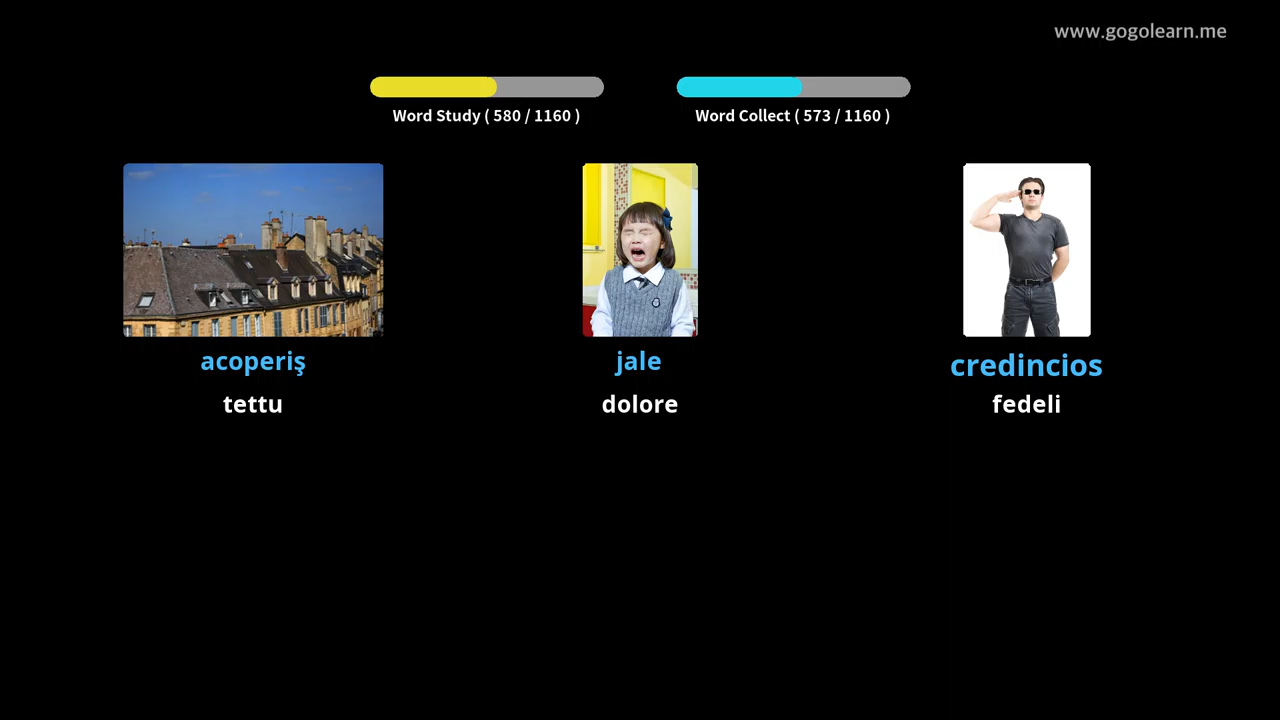 www.gogolearn.me
Word Study ( 580 / 1160 )
Word Collect ( 573 / 1160 )
acoperiş
jale
credincios
tettu
dolore
fedeli